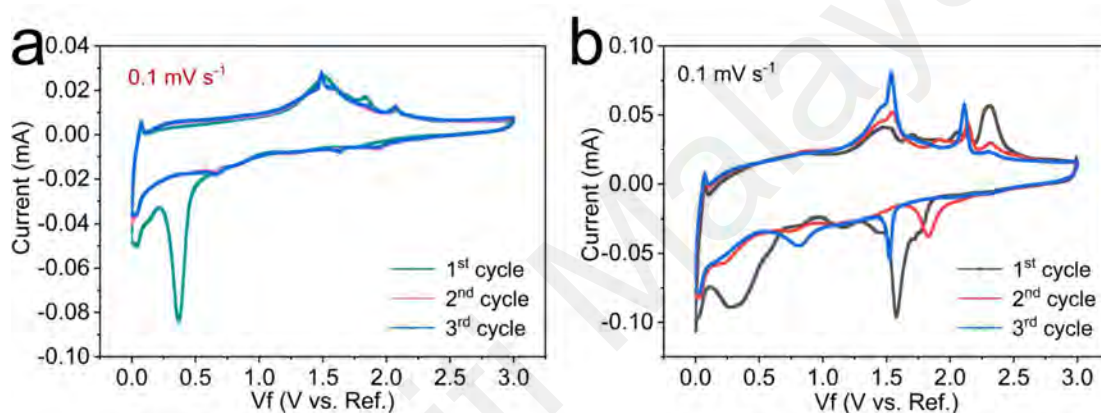 a
0.1 mV s⁻¹
Current (mA)
0.04
0.02
0.00
-0.02
-0.04
-0.06
-0.08
-0.10
1st cycle
2nd cycle
3rd cycle
0.0 0.5 1.0 1.5 2.0 2.5 3.0
Vf (V vs. Ref.)
b
0.1 mV s⁻¹
Current (mA)
0.10
0.05
0.00
-0.05
-0.10
1st cycle
2nd cycle
3rd cycle
0.0 0.5 1.0 1.5 2.0 2.5 3.0
Vf (V vs. Ref.)
Malaya